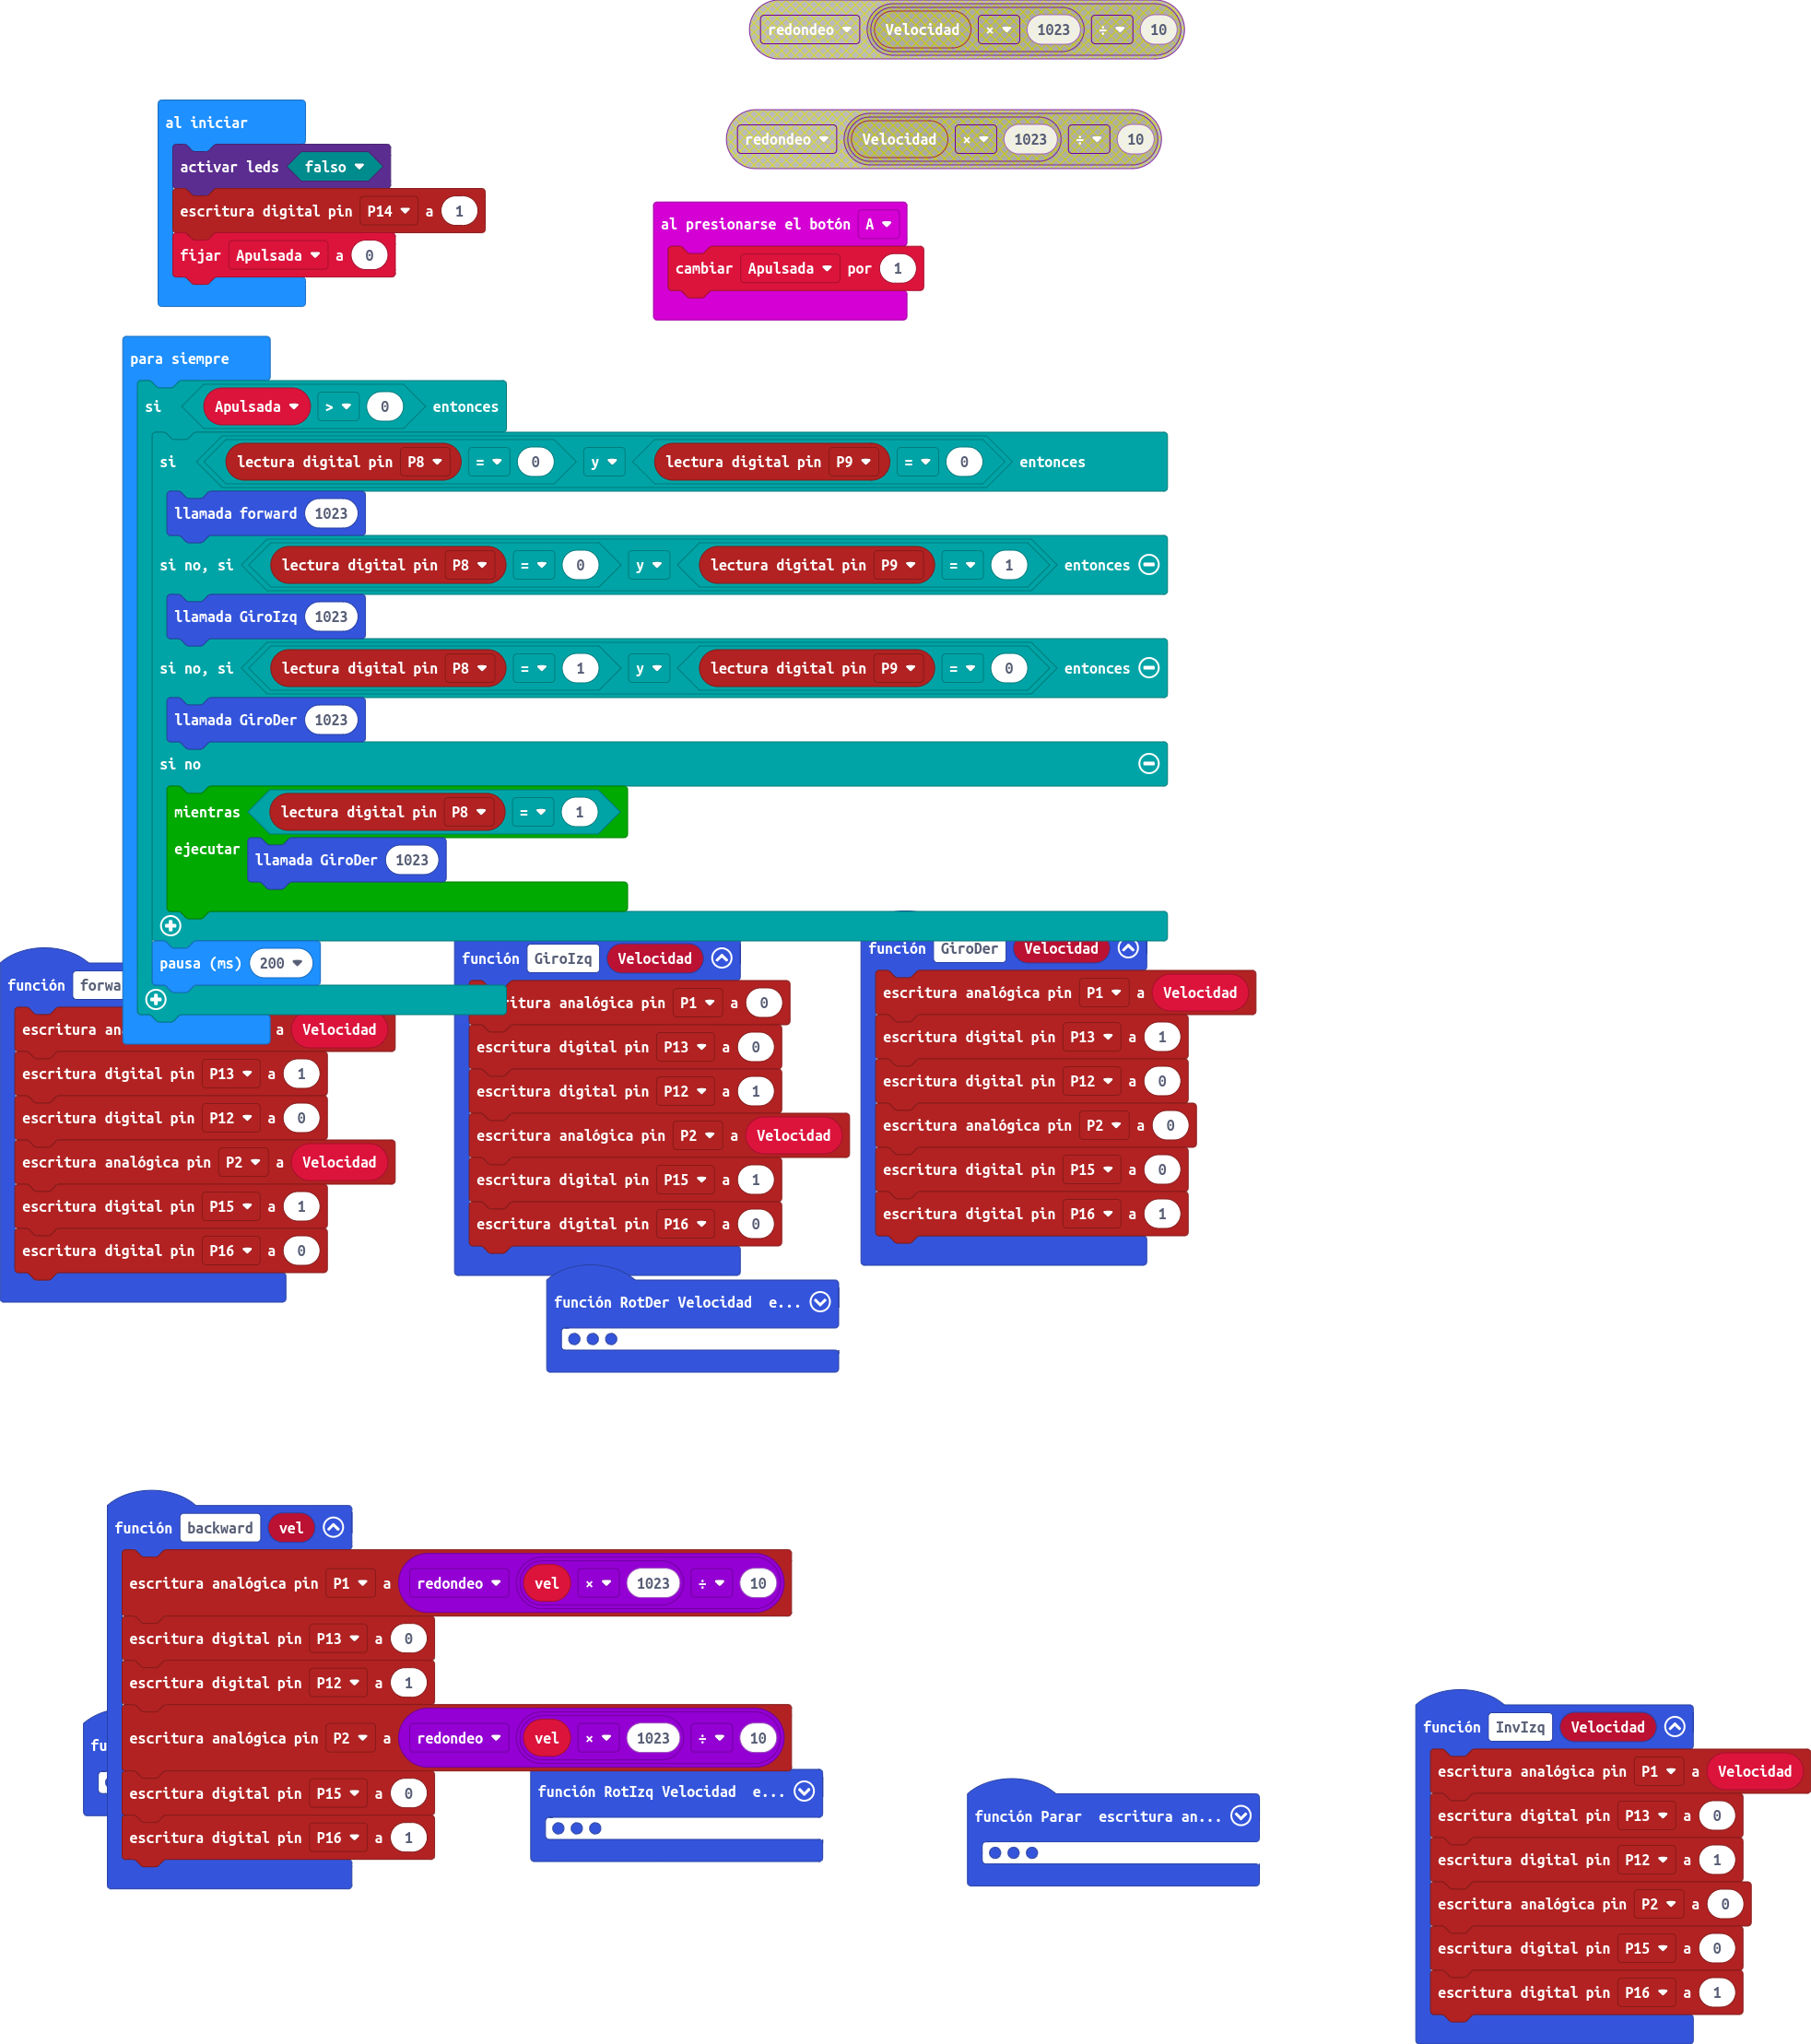 redondeo Velocidad × 1023 ÷ 10
redondeo Velocidad × 1023 ÷ 10
al iniciar
activar leds falso
escritura digital pin P14 a 1
fijar Apulsada a 0
al presionarse el botón A
cambiar Apulsada por 1
para siempre
si Apulsada > 0 entonces
si lectura digital pin P8 = 0 y lectura digital pin P9 = 0 entonces
llamada forward 1023
si no, si lectura digital pin P8 = 0 y lectura digital pin P9 = 1 entonces
llamada GiroIzq 1023
si no, si lectura digital pin P8 = 1 y lectura digital pin P9 = 0 entonces
llamada GiroDer 1023
si no
mientras lectura digital pin P8 = 1
ejecutar llamada GiroDer 1023
pausa (ms) 200
función
escritura a Velocidad
escritura digital pin P13 a 1
escritura digital pin P12 a 0
escritura analógica pin P2 a Velocidad
escritura digital pin P15 a 1
escritura digital pin P16 a 0
función GiroIzq Velocidad
analógica pin P1 a 0
escritura digital pin P13 a 0
escritura digital pin P12 a 1
escritura analógica pin P2 a Velocidad
escritura digital pin P15 a 1
escritura digital pin P16 a 0
función GiroDer Velocidad
escritura analógica pin P1 a Velocidad
escritura digital pin P13 a 1
escritura digital pin P12 a 0
escritura analógica pin P2 a 0
escritura digital pin P15 a 0
escritura digital pin P16 a 1
función RotDer Velocidad e...
función backward vel
escritura analógica pin P1 a redondeo vel × 1023 ÷ 10
escritura digital pin P13 a 0
escritura digital pin P12 a 1
escritura analógica pin P2 a redondeo vel × 1023 ÷ 10
escritura digital pin P15 a 0
escritura digital pin P16 a 1
función RotIzq Velocidad e...
función Parar escritura an...
función InvIzq Velocidad
escritura analógica pin P1 a Velocidad
escritura digital pin P13 a 0
escritura digital pin P12 a 1
escritura analógica pin P2 a 0
escritura digital pin P15 a 0
escritura digital pin P16 a 1